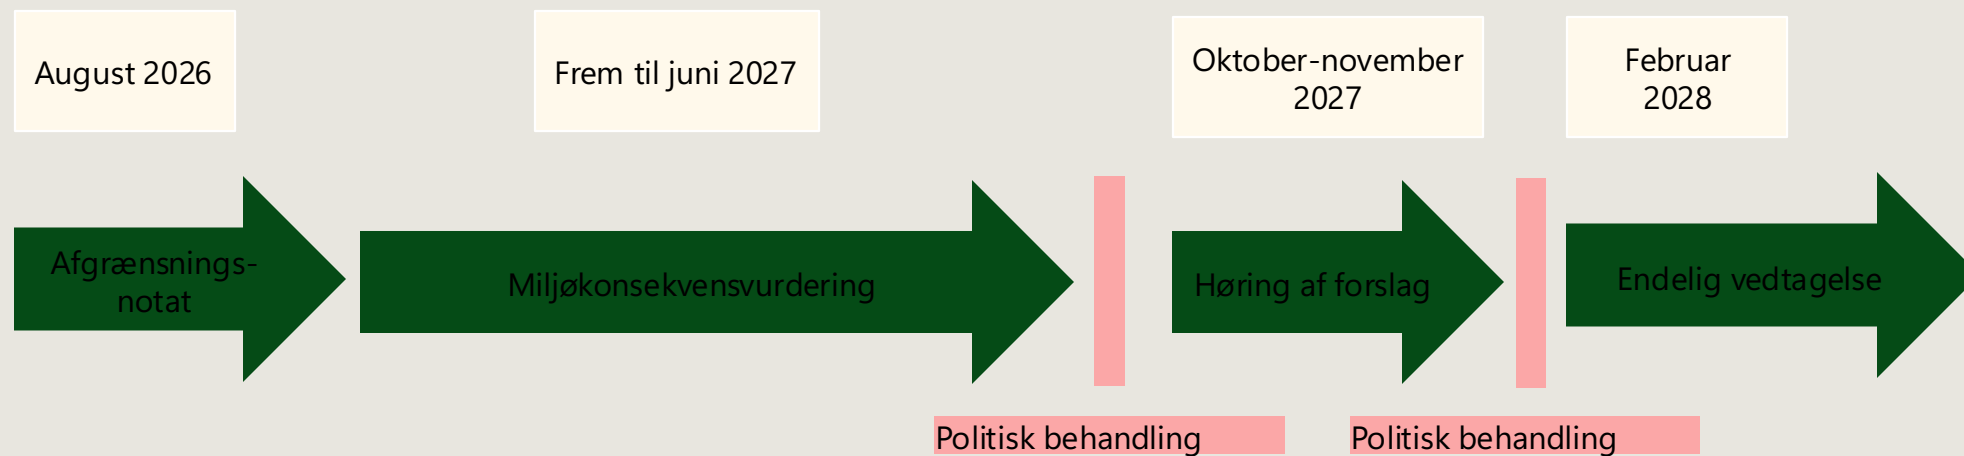 August 2026
Frem til juni 2027
Oktober-november
2027
Februar
2028
Afgrænsnings-
notat
Miljøkonsekvensvurdering
Høring af forslag
Endelig vedtagelse
Politisk behandling
Politisk behandling